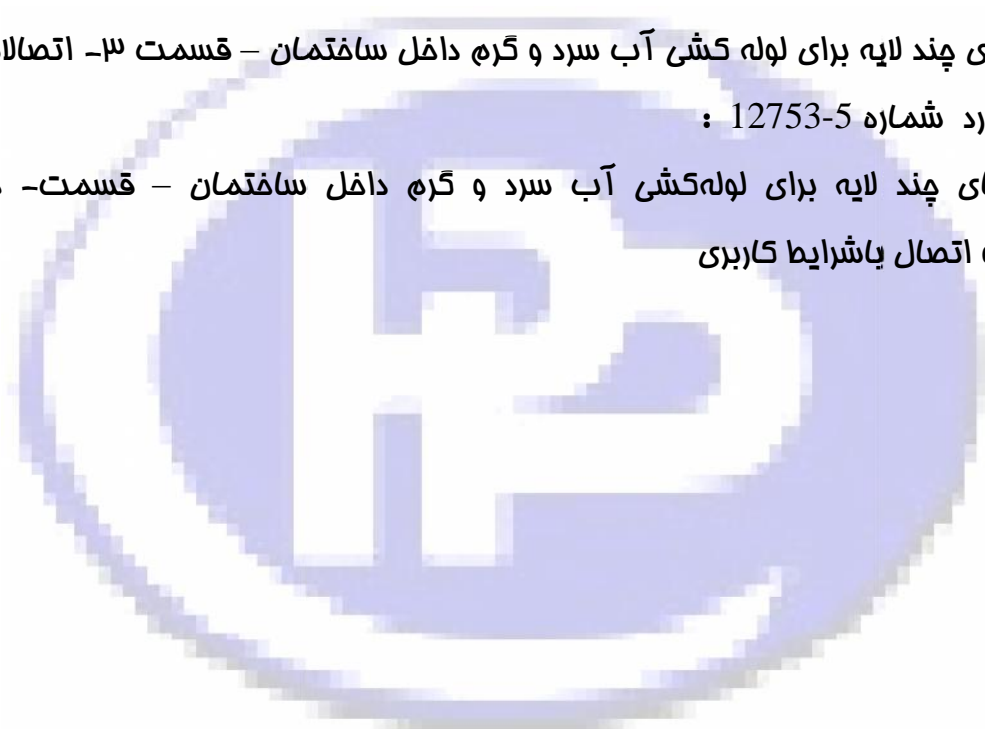 ی چند لایه برای لوله کشی آب سرد و گرم داخل ساختمان – قسمت ۳- اتصالا
رد شماره 12753-5 :
ای چند لایه برای لوله‌کشی آب سرد و گرم داخل ساختمان – قسمت-
اتصال باشرایط کاربری